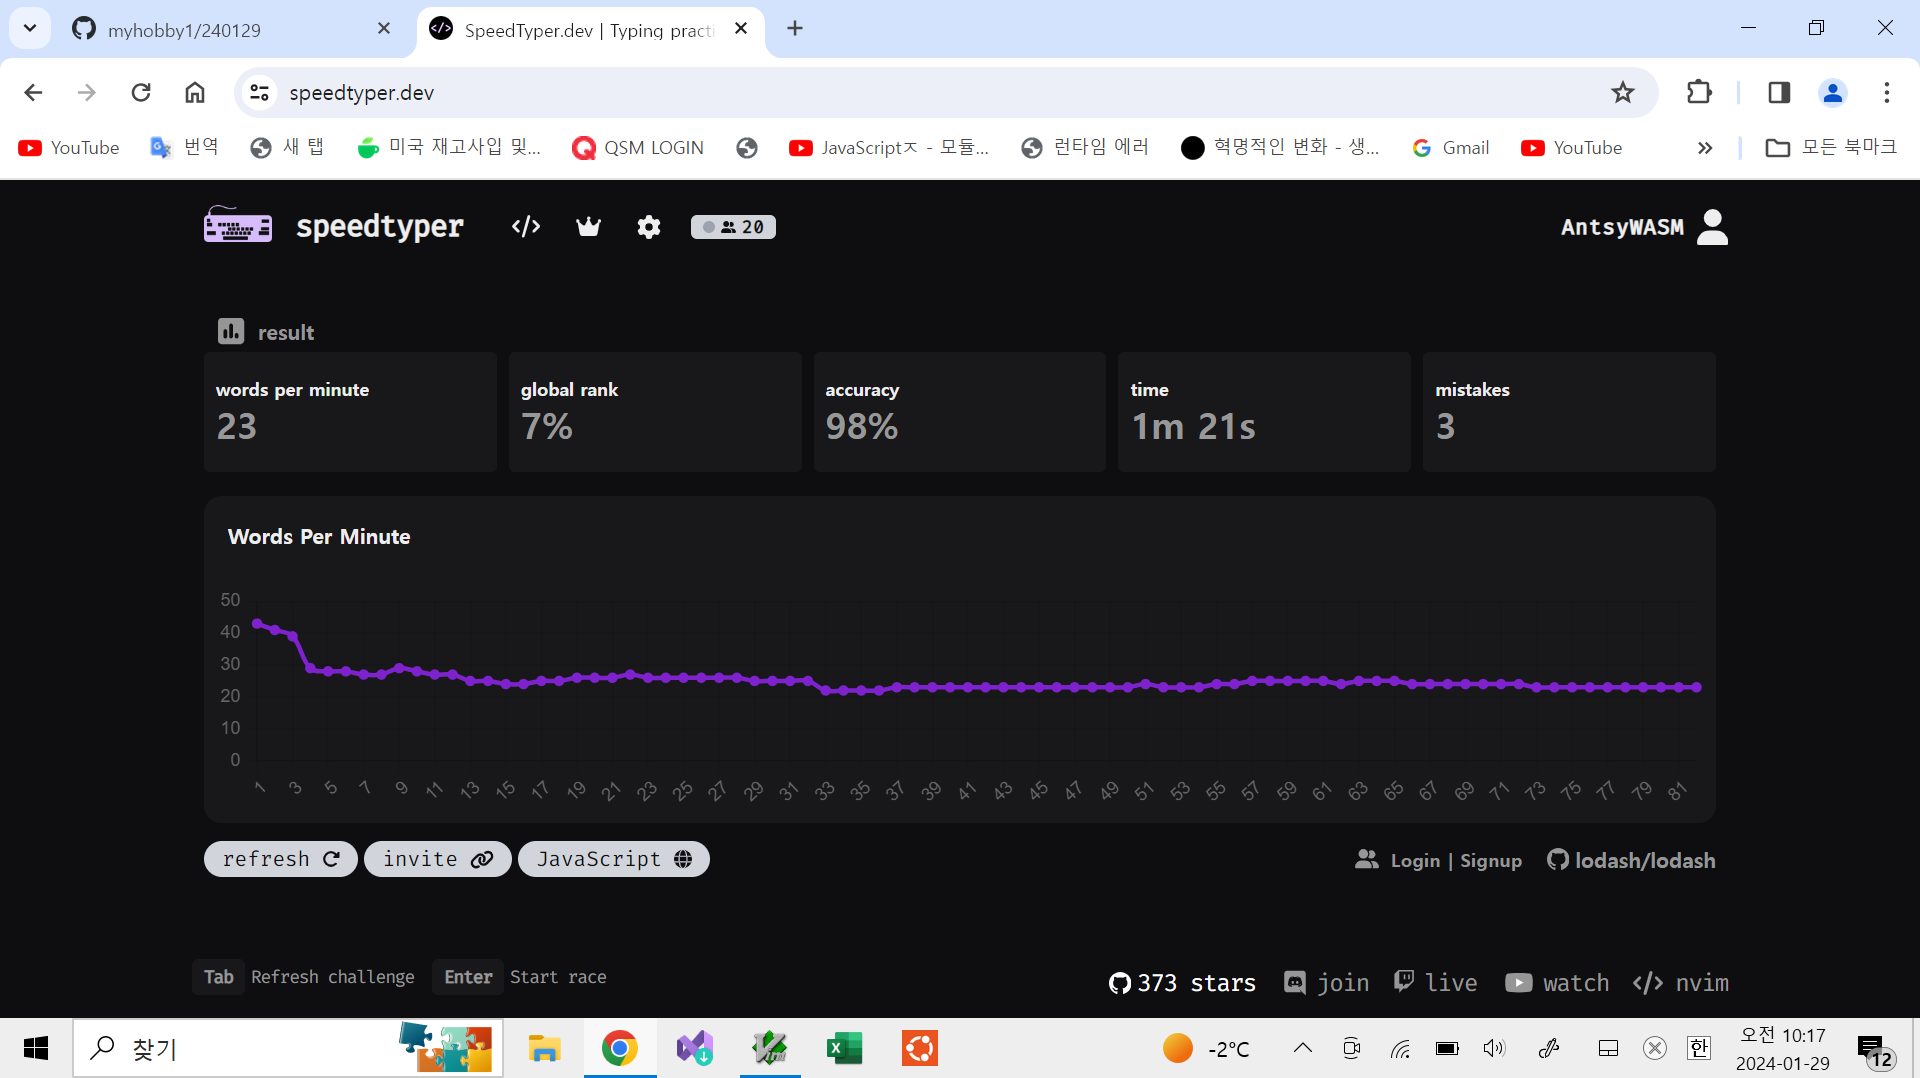 myhobby1/240129
SpeedTyper.dev | Typing practi
speedtyper.dev
YouTube 번역 새 탭 미국 재고사입 및... QSM LOGIN JavaScriptㅈ - 모듈... 런타임 에러 혁명적인 변화 - 생... Gmail YouTube » 모든 북마크
speedtyper </> 20 AntsyWASM
result
words per minute
23
global rank
7%
accuracy
98%
time
1m 21s
mistakes
3
Words Per Minute
50
40
30
20
10
0
1 3 5 7 9 11 13 15 17 19 21 23 25 27 29 31 33 35 37 39 41 43 45 47 49 51 53 55 57 59 61 63 65 67 69 71 73 75 77 79 81
refresh invite JavaScript Login | Signup lodash/lodash
Tab Refresh challenge Enter Start race
373 stars join live watch </> nvim
찾기
-2°C
한
오전 10:17
2024-01-29
12